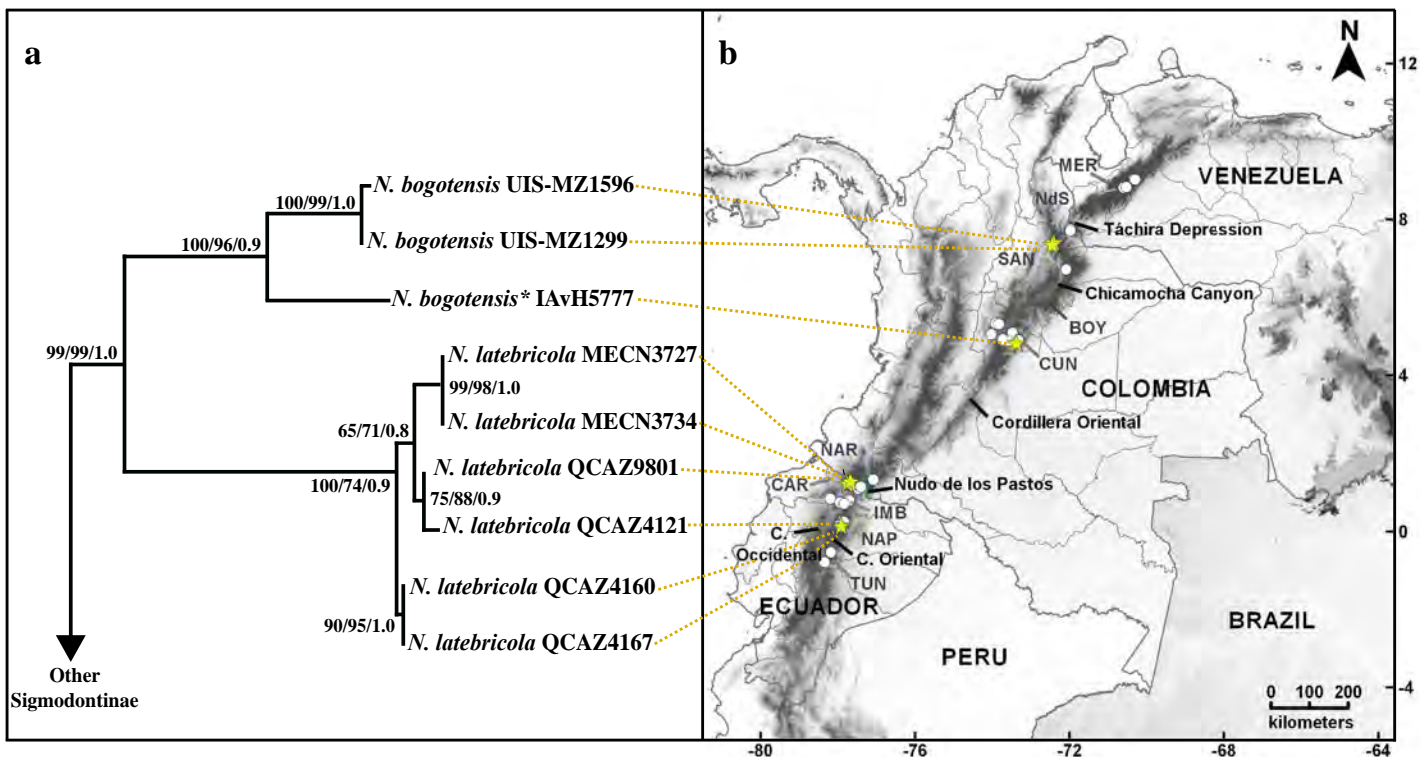 a
N. bogotensis UIS-MZ1596
100/99/1.0
N. bogotensis UIS-MZ1299
100/96/0.9
N. bogotensis* IAvH5777
99/99/1.0
N. latebricola MECN3727
99/98/1.0
N. latebricola MECN3734
65/71/0.8
N. latebricola QCAZ9801
100/74/0.9
75/88/0.9
N. latebricola QCAZ4121
N. latebricola QCAZ4160
90/95/1.0
N. latebricola QCAZ4167
Other
Sigmodontinae
b
N
12
8
4
0
-4
-80
-76
-72
-68
-64
MER
VENEZUELA
NdS
Táchira Depression
SAN
Chicamocha Canyon
BOY
CUN
COLOMBIA
Cordillera Oriental
NAR
CAR
Nudo de los Pastos
IMB
C.
Occidental
NAP
C. Oriental
TUN
ECUADOR
PERU
BRAZIL
0 100 200
kilometers